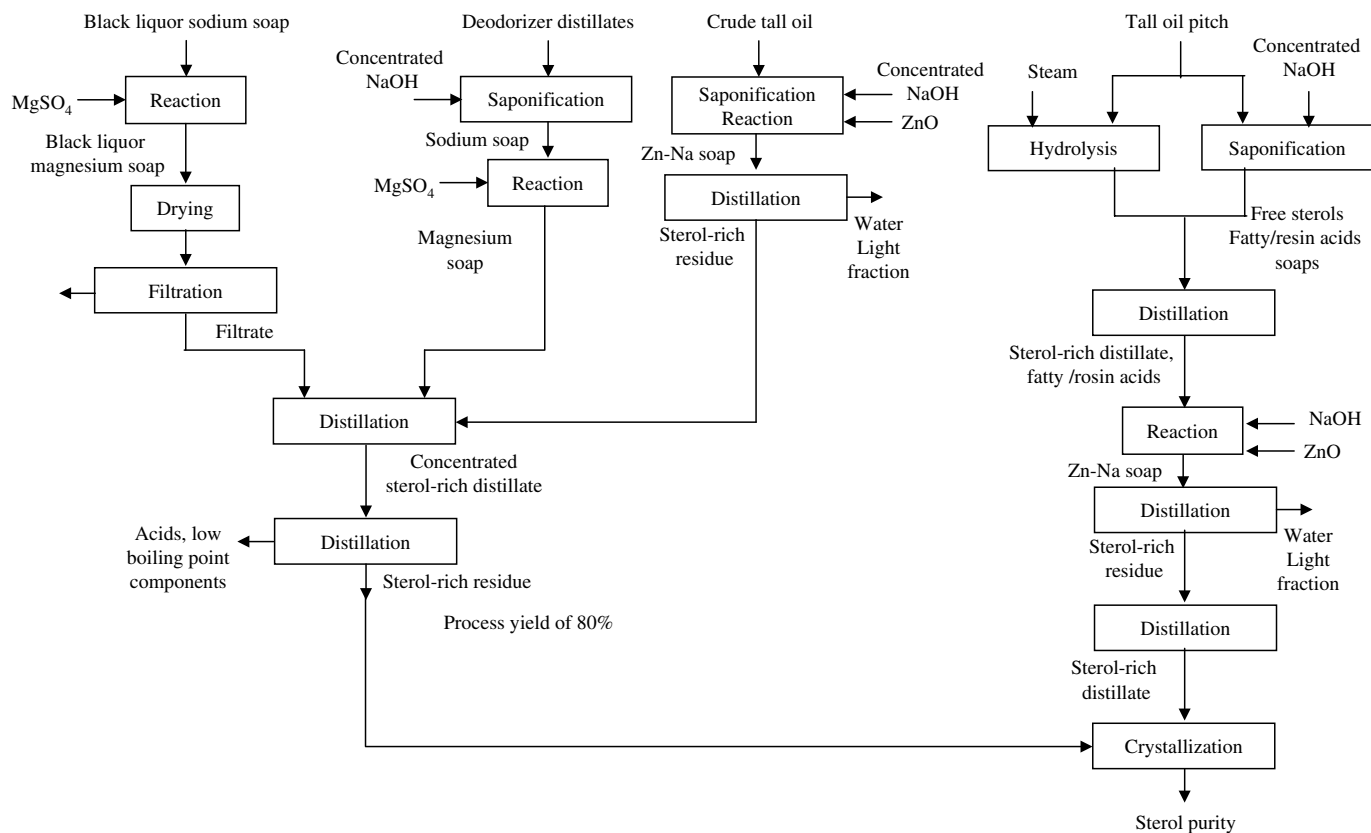 Black liquor sodium soap
MgSO4
Reaction
Black liquor
magnesium soap
Drying
Filtration
Filtrate
Deodorizer distillates
Concentrated
NaOH
Saponification
Sodium soap
MgSO4
Reaction
Magnesium
soap
Crude tall oil
Concentrated
NaOH
Saponification
Reaction
ZnO
Zn-Na soap
Distillation
Sterol-rich
residue
Water
Light
fraction
Distillation
Concentrated
sterol-rich distillate
Acids, low
boiling point
components
Distillation
Sterol-rich residue
Process yield of 80%
Tall oil pitch
Steam
Concentrated
NaOH
Hydrolysis
Saponification
Free sterols
Fatty/resin acids
soaps
Distillation
Sterol-rich distillate,
fatty /rosin acids
Reaction
NaOH
ZnO
Zn-Na soap
Distillation
Sterol-rich
residue
Water
Light
fraction
Distillation
Sterol-rich
distillate
Crystallization
Sterol purity